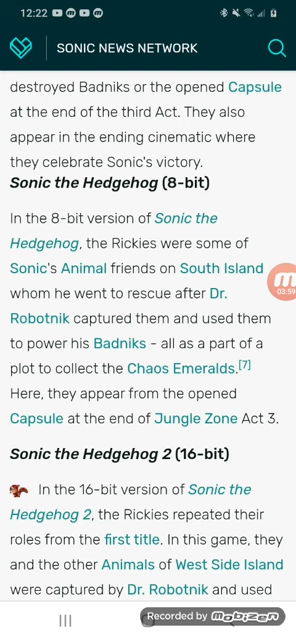 12:22
SONIC NEWS NETWORK
destroyed Badniks or the opened Capsule
at the end of the third Act. They also
appear in the ending cinematic where
they celebrate Sonic's victory.
Sonic the Hedgehog (8-bit)
In the 8-bit version of Sonic the
Hedgehog, the Rickies were some of
Sonic's Animal friends on South Island
whom he went to rescue after Dr.
Robotnik captured them and used them
to power his Badniks - all as a part of a
plot to collect the Chaos Emeralds.[7]
Here, they appear from the opened
Capsule at the end of Jungle Zone Act 3.
03:59
Sonic the Hedgehog 2 (16-bit)
In the 16-bit version of Sonic the
Hedgehog 2, the Rickies repeated their
roles from the first title. In this game, they
and the other Animals of West Side Island
were captured by Dr. Robotnik and used
Recorded by Mobizen